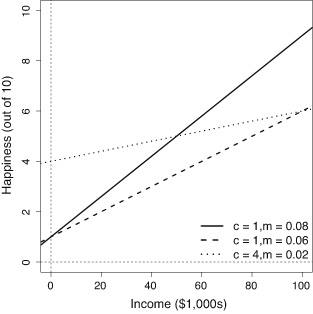 Happiness (out of 10)
10
8
6
4
2
0
c = 1,m = 0.08
c = 1,m = 0.06
c = 4,m = 0.02
0 20 40 60 80 100
Income ($1,000s)